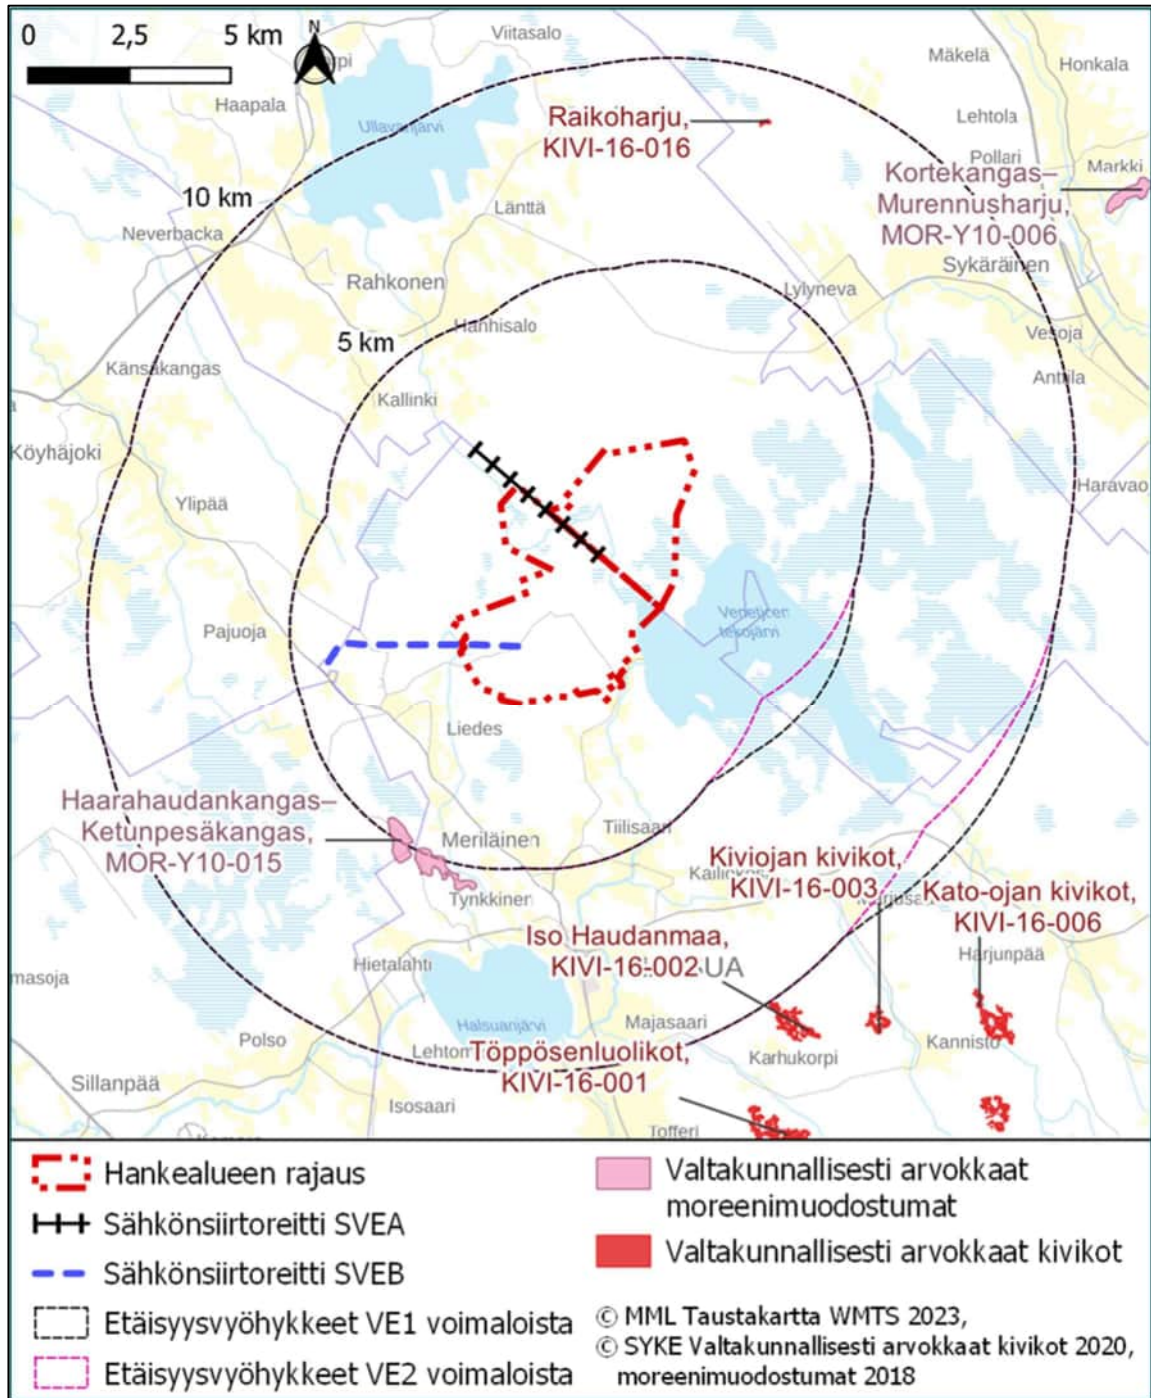 0 2,5 5 km
N
Viitasalo
Mäkelä
Honkala
Haapala
Ullavanjärvi
Raikoharju,
KIVI-16-016
Lehtola
Pollari
Markki
Kortekangas–
Murennusharju,
MOR-Y10-006
10 km
Länttä
Neverbacka
Sykäräinen
Rahkonen
Lylyneva
Hanhisalo
Vesoja
5 km
Känsäkangas
Anttila
Kallinki
Köyhäjoki
Haravao
Ylipää
Pajuoja
Venetjoen
tekojärvi
Liedes
Haarahaudankangas–
Ketunpesäkangas,
MOR-Y10-015
Meriläinen
Tiilisaari
Kiviojan kivikot,
KIVI-16-003
Kato-ojan kivikot,
KIVI-16-006
Tynkkinen
Iso Haudanmaa,
KIVI-16-002
UA
Harjunpää
masoja
Hietalahti
Halsuanjärvi
Majasaari
Polso
Töppösenluolikot,
KIVI-16-001
Karhukorpi
Kannisto
Sillanpää
Isosaari
Tofferi
Hankealueen rajaus
Sähkönsiirtoreitti SVEA
Sähkönsiirtoreitti SVEB
Etäisyysvyöhykkeet VE1 voimaloista
Etäisyysvyöhykkeet VE2 voimaloista
Valtakunnallisesti arvokkaat
moreenimuodostumat
Valtakunnallisesti arvokkaat kivikot
© MML Taustakartta WMTS 2023,
© SYKE Valtakunnallisesti arvokkaat kivikot 2020,
moreenimuodostumat 2018